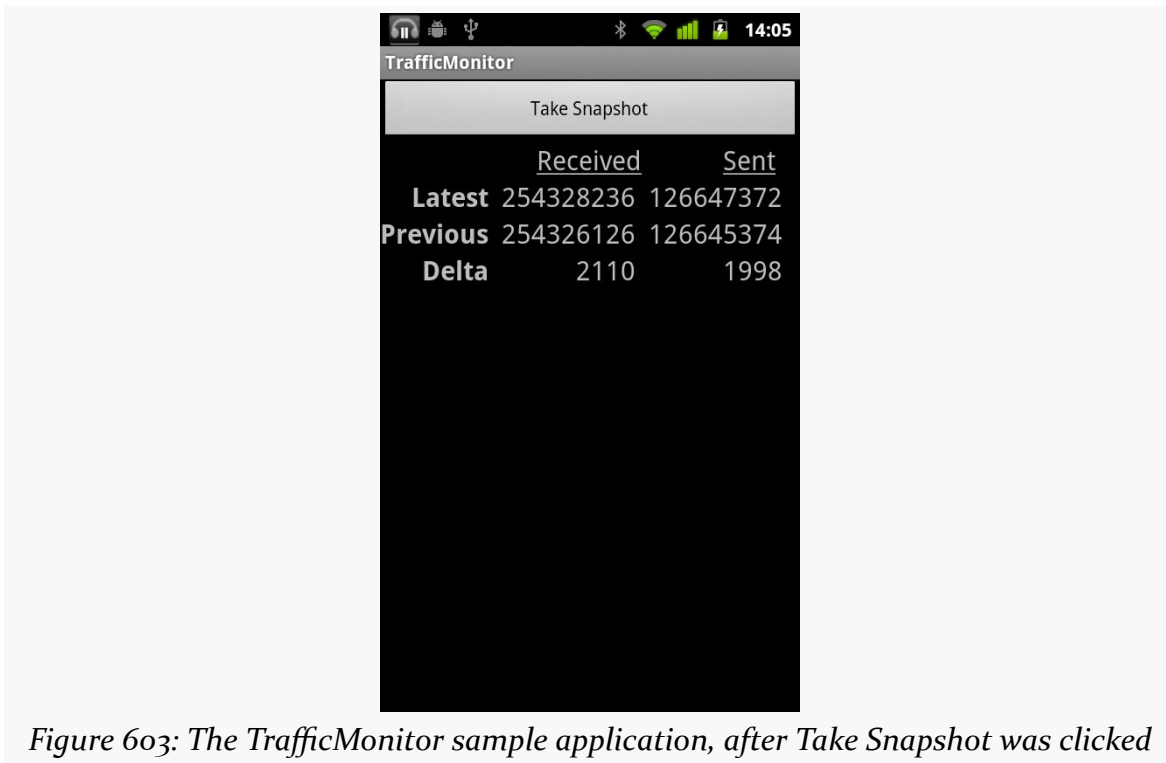 14:05
TrafficMonitor
Take Snapshot
Received Sent
Latest 254328236 126647372
Previous 254326126 126645374
Delta 2110 1998
Figure 603: The TrafficMonitor sample application, after Take Snapshot was clicked